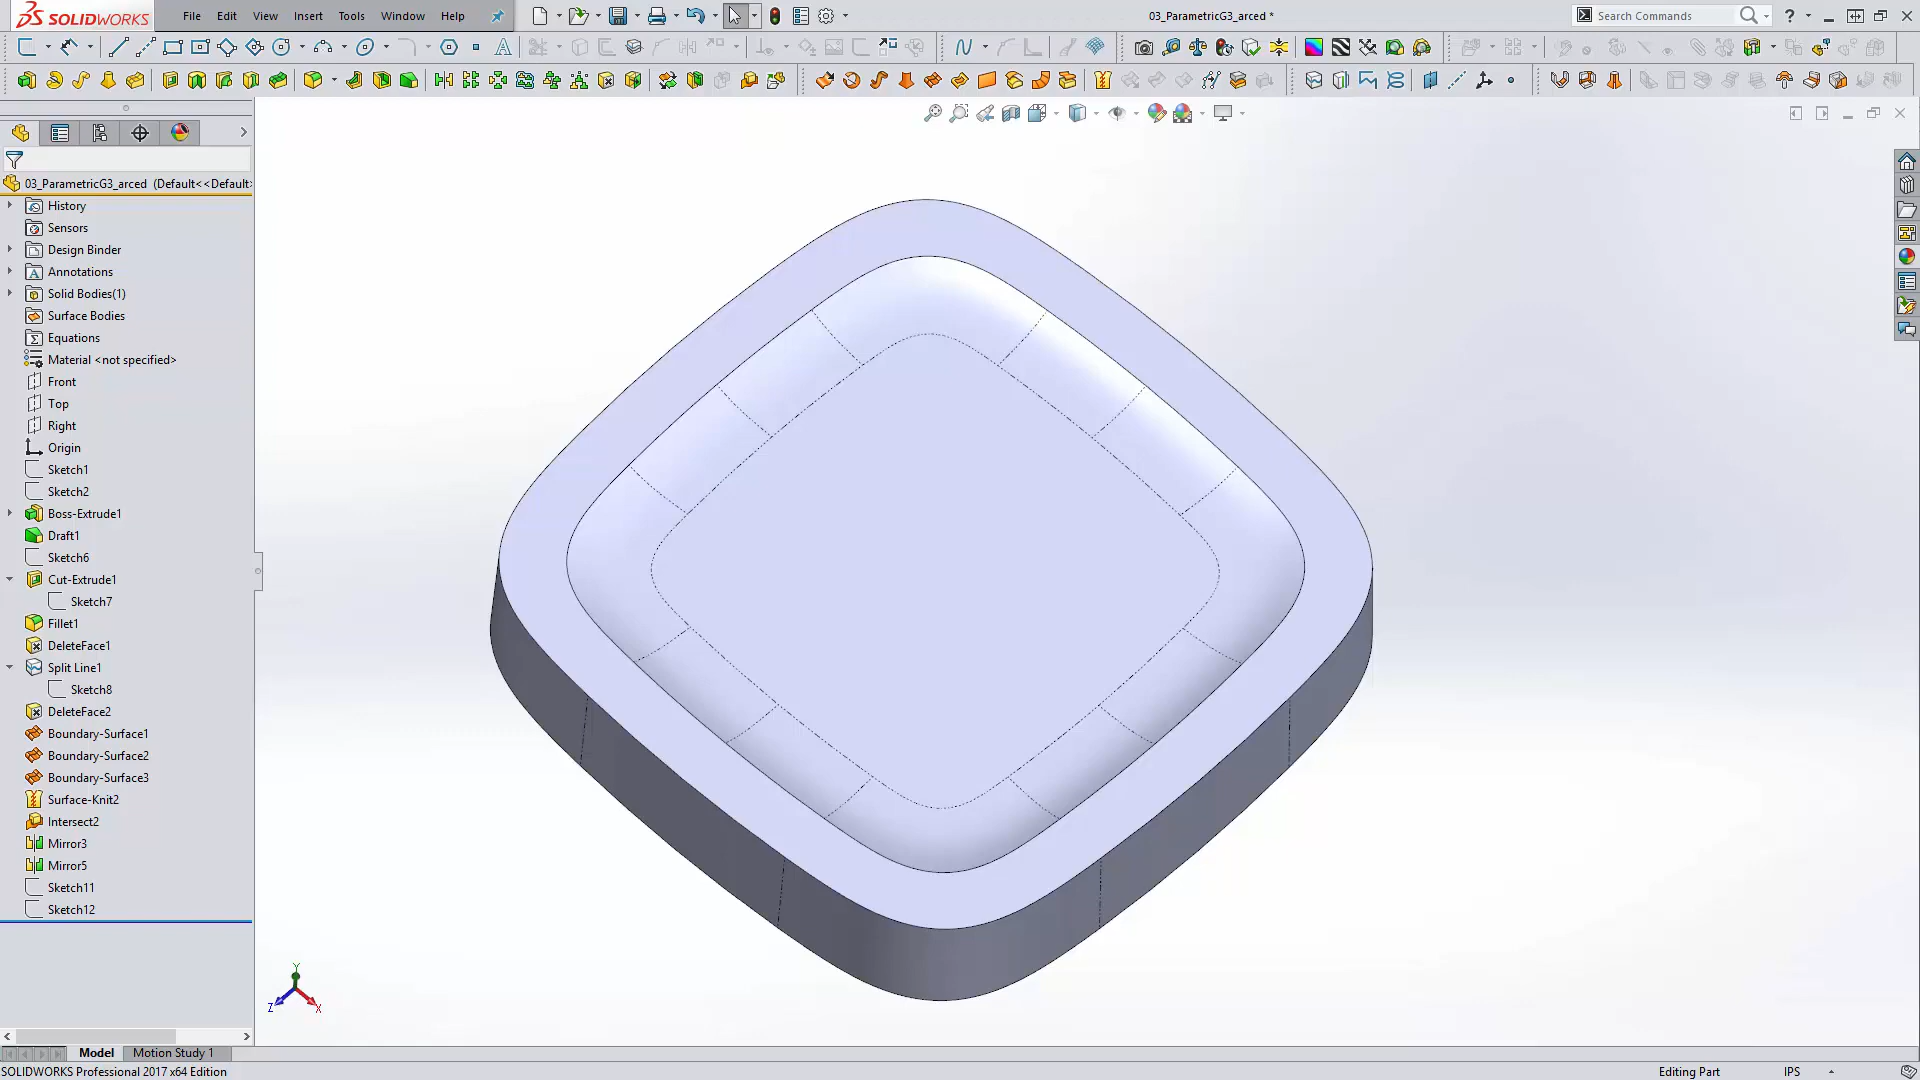 SOLIDWORKS File Edit View Insert Tools Window Help 03_ParametricG3_arced * Search Commands ?
03_ParametricG3_arced (Default<<Default>
History
Sensors
Design Binder
Annotations
Solid Bodies(1)
Surface Bodies
Equations
Material <not specified>
Front
Top
Right
Origin
Sketch1
Sketch2
Boss-Extrude1
Draft1
Sketch6
Cut-Extrude1
Sketch7
Fillet1
DeleteFace1
Split Line1
Sketch8
DeleteFace2
Boundary-Surface1
Boundary-Surface2
Boundary-Surface3
Surface-Knit2
Intersect2
Mirror3
Mirror5
Sketch11
Sketch12
Y
Z X
Model Motion Study 1
SOLIDWORKS Professional 2017 x64 Edition Editing Part IPS